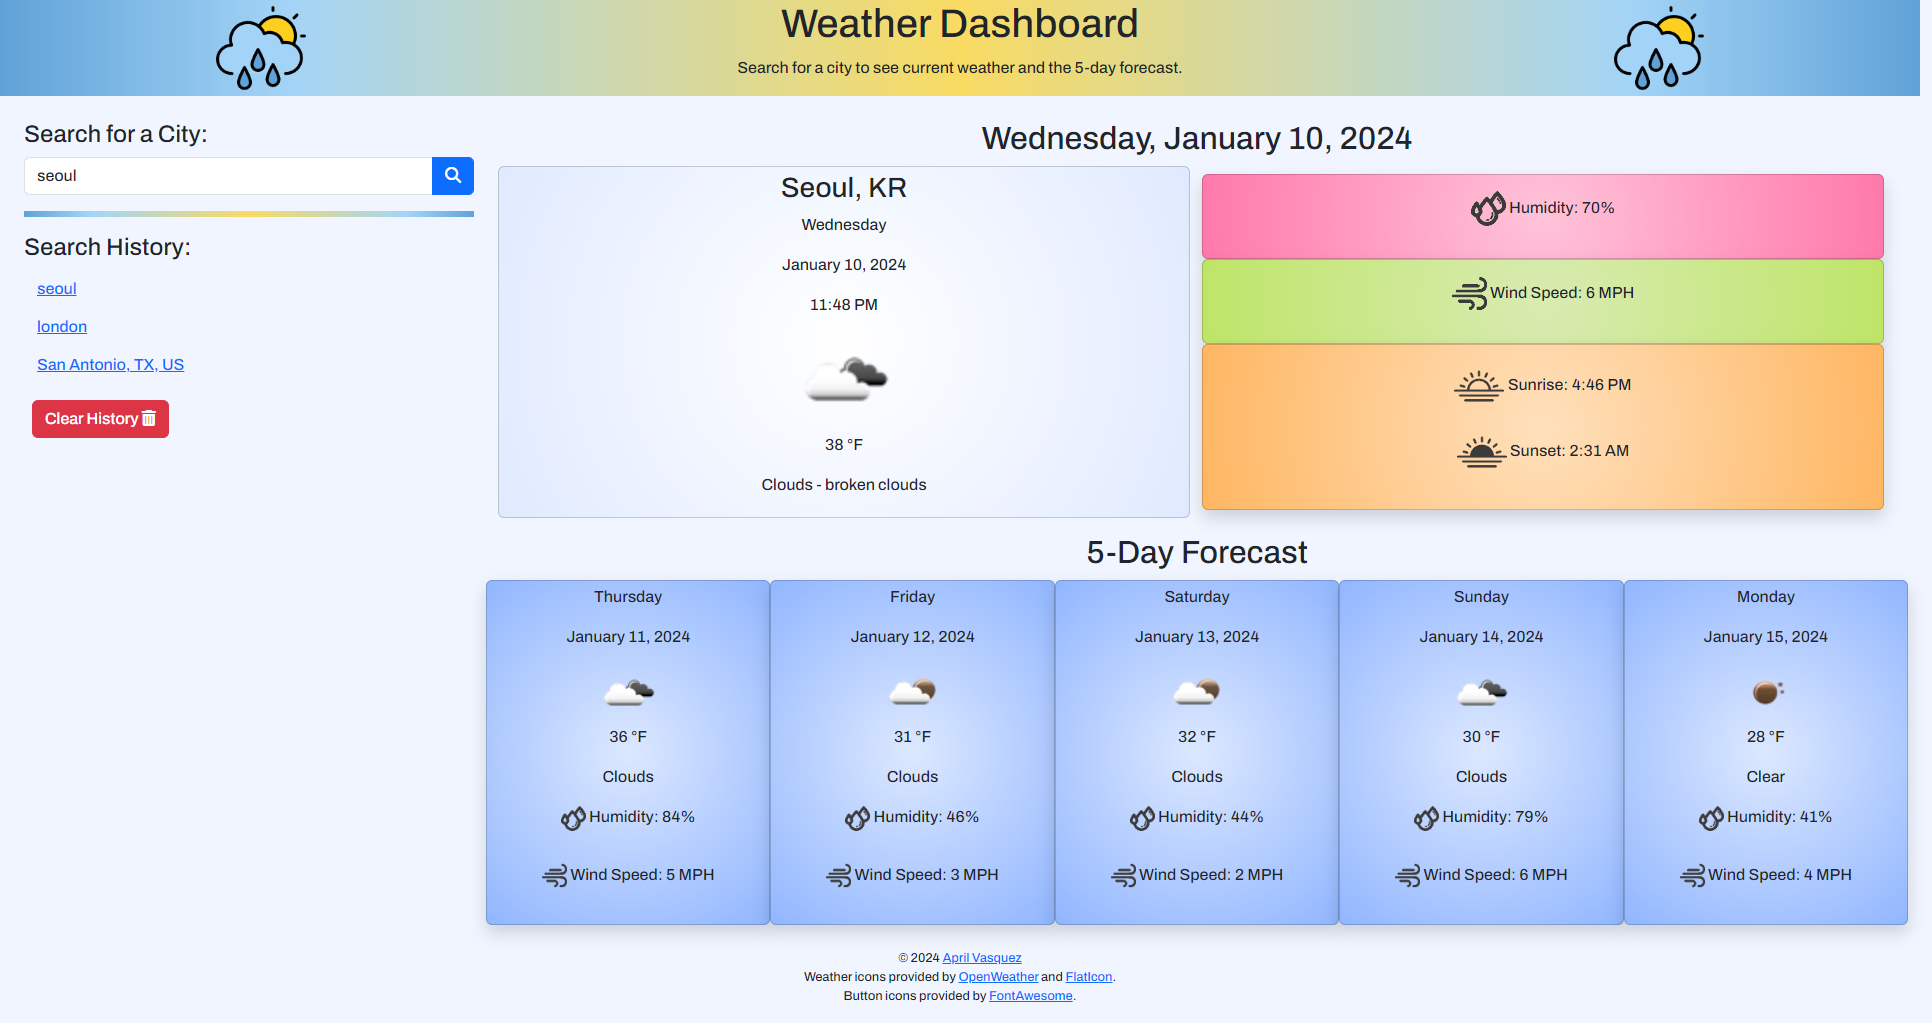 Weather Dashboard
Search for a city to see current weather and the 5-day forecast.
Search for a City:
seoul
Search History:
seoul
london
San Antonio, TX, US
Clear History
Wednesday, January 10, 2024
Seoul, KR
Wednesday
January 10, 2024
11:48 PM
38 °F
Clouds - broken clouds
Humidity: 70%
Wind Speed: 6 MPH
Sunrise: 4:46 PM
Sunset: 2:31 AM
5-Day Forecast
Thursday
January 11, 2024
36 °F
Clouds
Humidity: 84%
Wind Speed: 5 MPH
Friday
January 12, 2024
31 °F
Clouds
Humidity: 46%
Wind Speed: 3 MPH
Saturday
January 13, 2024
32 °F
Clouds
Humidity: 44%
Wind Speed: 2 MPH
Sunday
January 14, 2024
30 °F
Clouds
Humidity: 79%
Wind Speed: 6 MPH
Monday
January 15, 2024
28 °F
Clear
Humidity: 41%
Wind Speed: 4 MPH
© 2024 April Vasquez
Weather icons provided by OpenWeather and FlatIcon.
Button icons provided by FontAwesome.